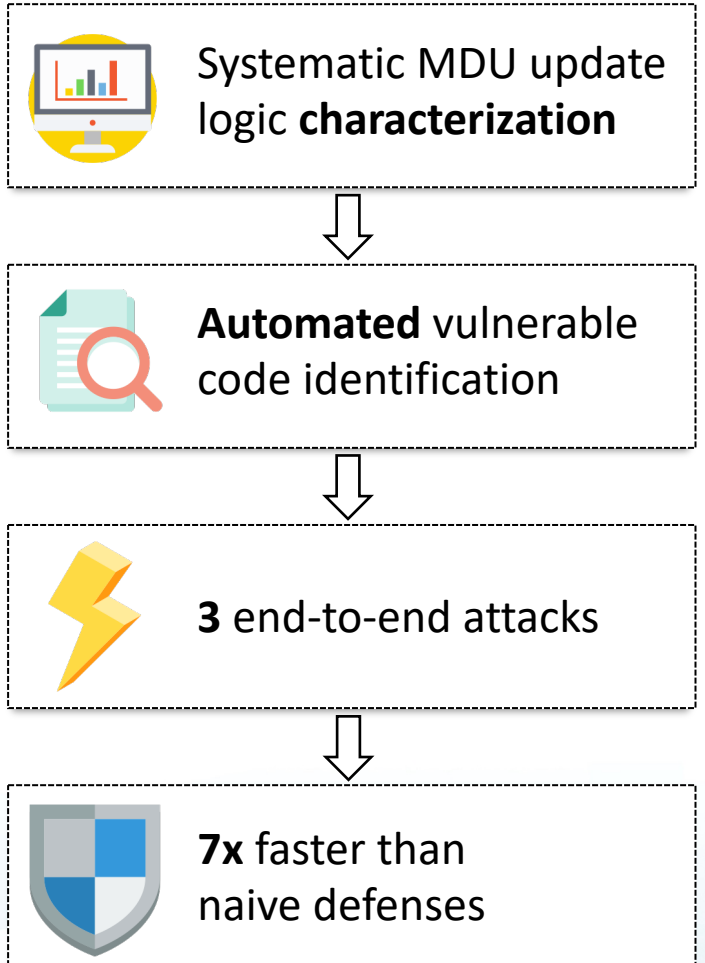 Systematic MDU update
logic characterization
Automated vulnerable
code identification
3 end-to-end attacks
7x faster than
naive defenses